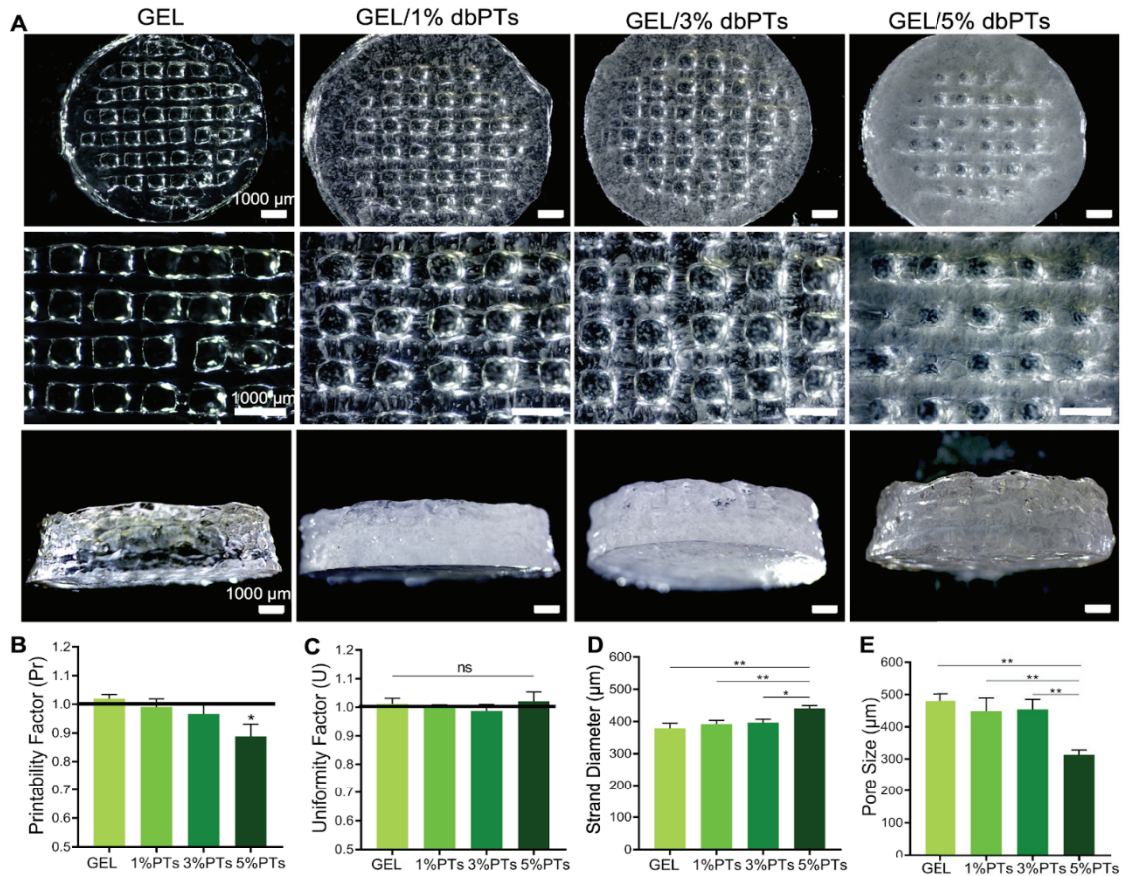 A
GEL
GEL/1% dbPTs
GEL/3% dbPTs
GEL/5% dbPTs
1000 µm
1000 µm
1000 µm
B
Printability Factor (Pr)
1.2
1.1
1.0
0.9
0.8
0.7
0.6
0.5
*
GEL 1%PTs 3%PTs 5%PTs
C
Uniformity Factor (U)
1.2
1.1
1.0
0.9
0.8
0.7
0.6
0.5
ns
GEL 1%PTs 3%PTs 5%PTs
D
Strand Diameter (µm)
600
500
400
300
200
100
0
**
**
*
GEL 1%PTs 3%PTs 5%PTs
E
Pore Size (µm)
600
500
400
300
200
100
0
**
**
**
GEL 1%PTs 3%PTs 5%PTs